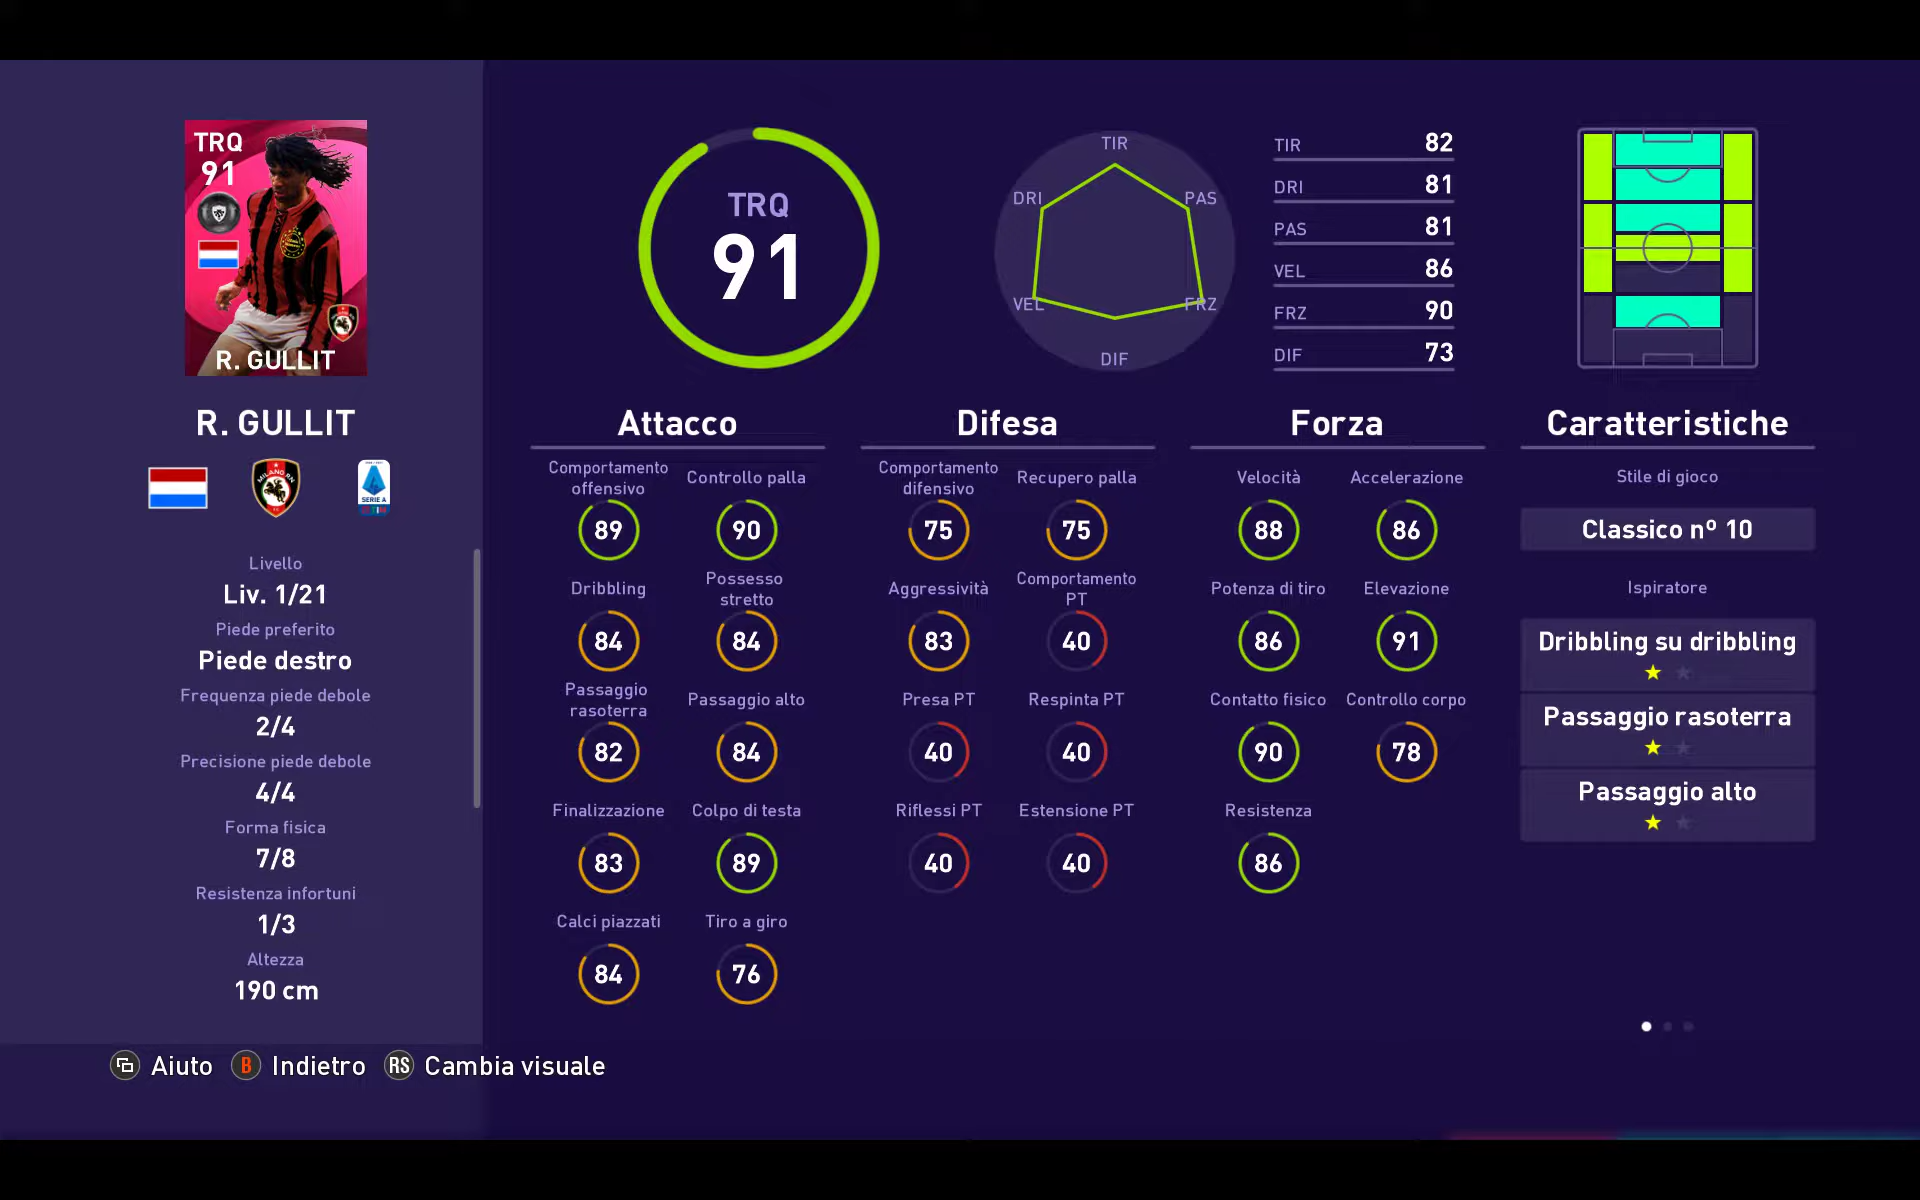 TRQ
91
R. GULLIT
R. GULLIT
MILANO RN
SERIE A
Livello
Liv. 1/21
Piede preferito
Piede destro
Frequenza piede debole
2/4
Precisione piede debole
4/4
Forma fisica
7/8
Resistenza infortuni
1/3
Altezza
190 cm
TRQ
91
TIR
DRI
PAS
VEL
FRZ
DIF
TIR 82
DRI 81
PAS 81
VEL 86
FRZ 90
DIF 73
Attacco
Comportamento
offensivo
Controllo palla
89 90
Dribbling
Possesso
stretto
84 84
Passaggio
rasoterra
Passaggio alto
82 84
Finalizzazione Colpo di testa
83 89
Calci piazzati Tiro a giro
84 76
Difesa
Comportamento
difensivo
Recupero palla
75 75
Aggressività
Comportamento
PT
83 40
Presa PT Respinta PT
40 40
Riflessi PT Estensione PT
40 40
Forza
Velocità Accelerazione
88 86
Potenza di tiro Elevazione
86 91
Contatto fisico Controllo corpo
90 78
Resistenza
86
Caratteristiche
Stile di gioco
Classico nº 10
Ispiratore
Dribbling su dribbling
Passaggio rasoterra
Passaggio alto
Aiuto B Indietro RS Cambia visuale